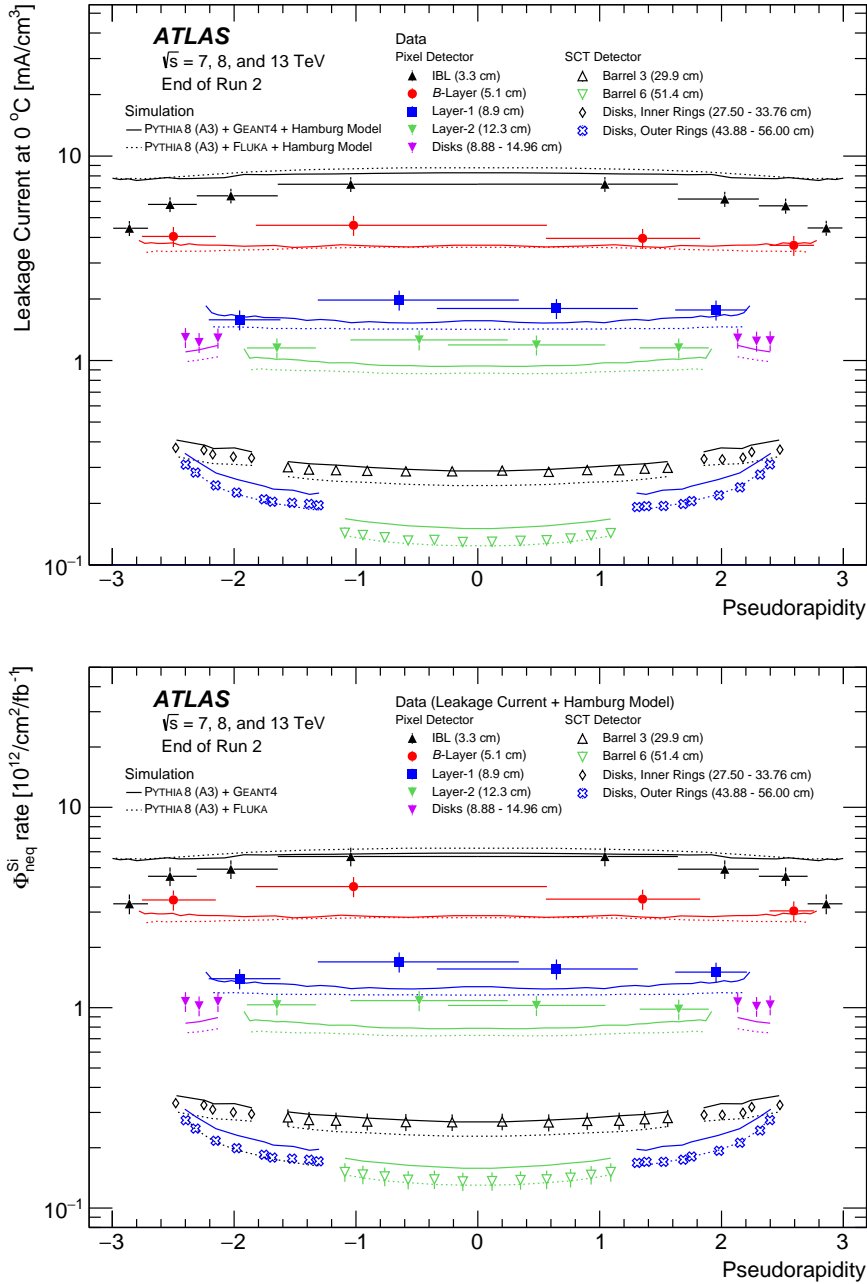 Leakage Current at 0 °C [mA/cm3]
ATLAS
√s = 7, 8, and 13 TeV
End of Run 2
Simulation
PYTHIA 8 (A3) + GEANT4 + Hamburg Model
PYTHIA 8 (A3) + FLUKA + Hamburg Model
Data
Pixel Detector
IBL (3.3 cm)
B-Layer (5.1 cm)
Layer-1 (8.9 cm)
Layer-2 (12.3 cm)
Disks (8.88 - 14.96 cm)
SCT Detector
Barrel 3 (29.9 cm)
Barrel 6 (51.4 cm)
Disks, Inner Rings (27.50 - 33.76 cm)
Disks, Outer Rings (43.88 - 56.00 cm)
10
1
10⁻¹
−3 −2 −1 0 1 2 3
Pseudorapidity
Φ^Si_neq rate [10¹²/cm²/fb⁻¹]
ATLAS
√s = 7, 8, and 13 TeV
End of Run 2
Simulation
PYTHIA 8 (A3) + GEANT4
PYTHIA 8 (A3) + FLUKA
Data (Leakage Current + Hamburg Model)
Pixel Detector
IBL (3.3 cm)
B-Layer (5.1 cm)
Layer-1 (8.9 cm)
Layer-2 (12.3 cm)
Disks (8.88 - 14.96 cm)
SCT Detector
Barrel 3 (29.9 cm)
Barrel 6 (51.4 cm)
Disks, Inner Rings (27.50 - 33.76 cm)
Disks, Outer Rings (43.88 - 56.00 cm)
10
1
10⁻¹
−3 −2 −1 0 1 2 3
Pseudorapidity